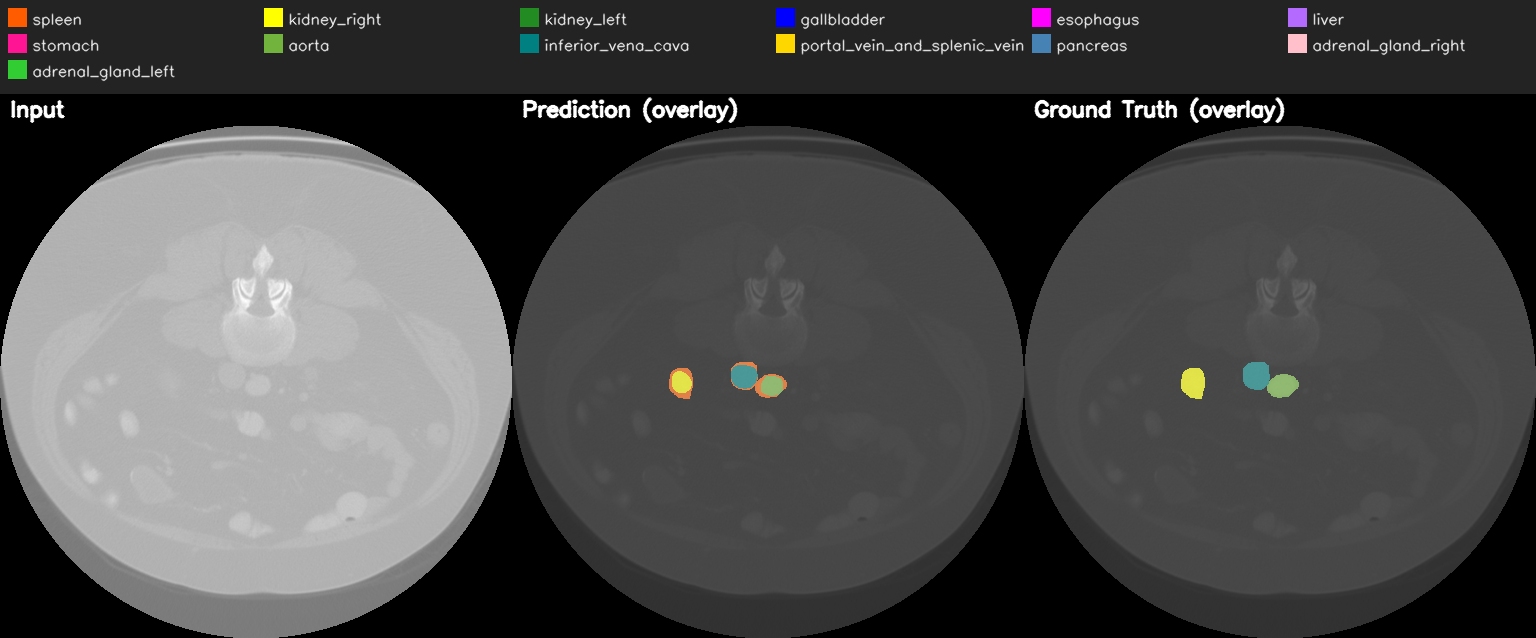 spleen kidney_right kidney_left gallbladder esophagus liver
stomach aorta inferior_vena_cava portal_vein_and_splenic_vein pancreas adrenal_gland_right
adrenal_gland_left
Input Prediction (overlay) Ground Truth (overlay)